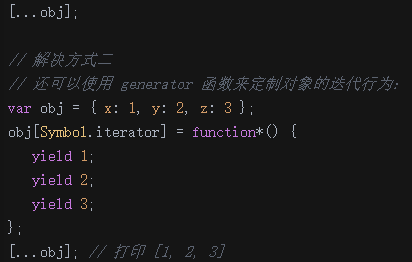 [...obj];
// 解决方式二
// 还可以使用 generator 函数来定制对象的迭代行为:
var obj = { x: 1, y: 2, z: 3 };
obj[Symbol.iterator] = function*() {
yield 1;
yield 2;
yield 3;
};
[...obj]; // 打印 [1, 2, 3]